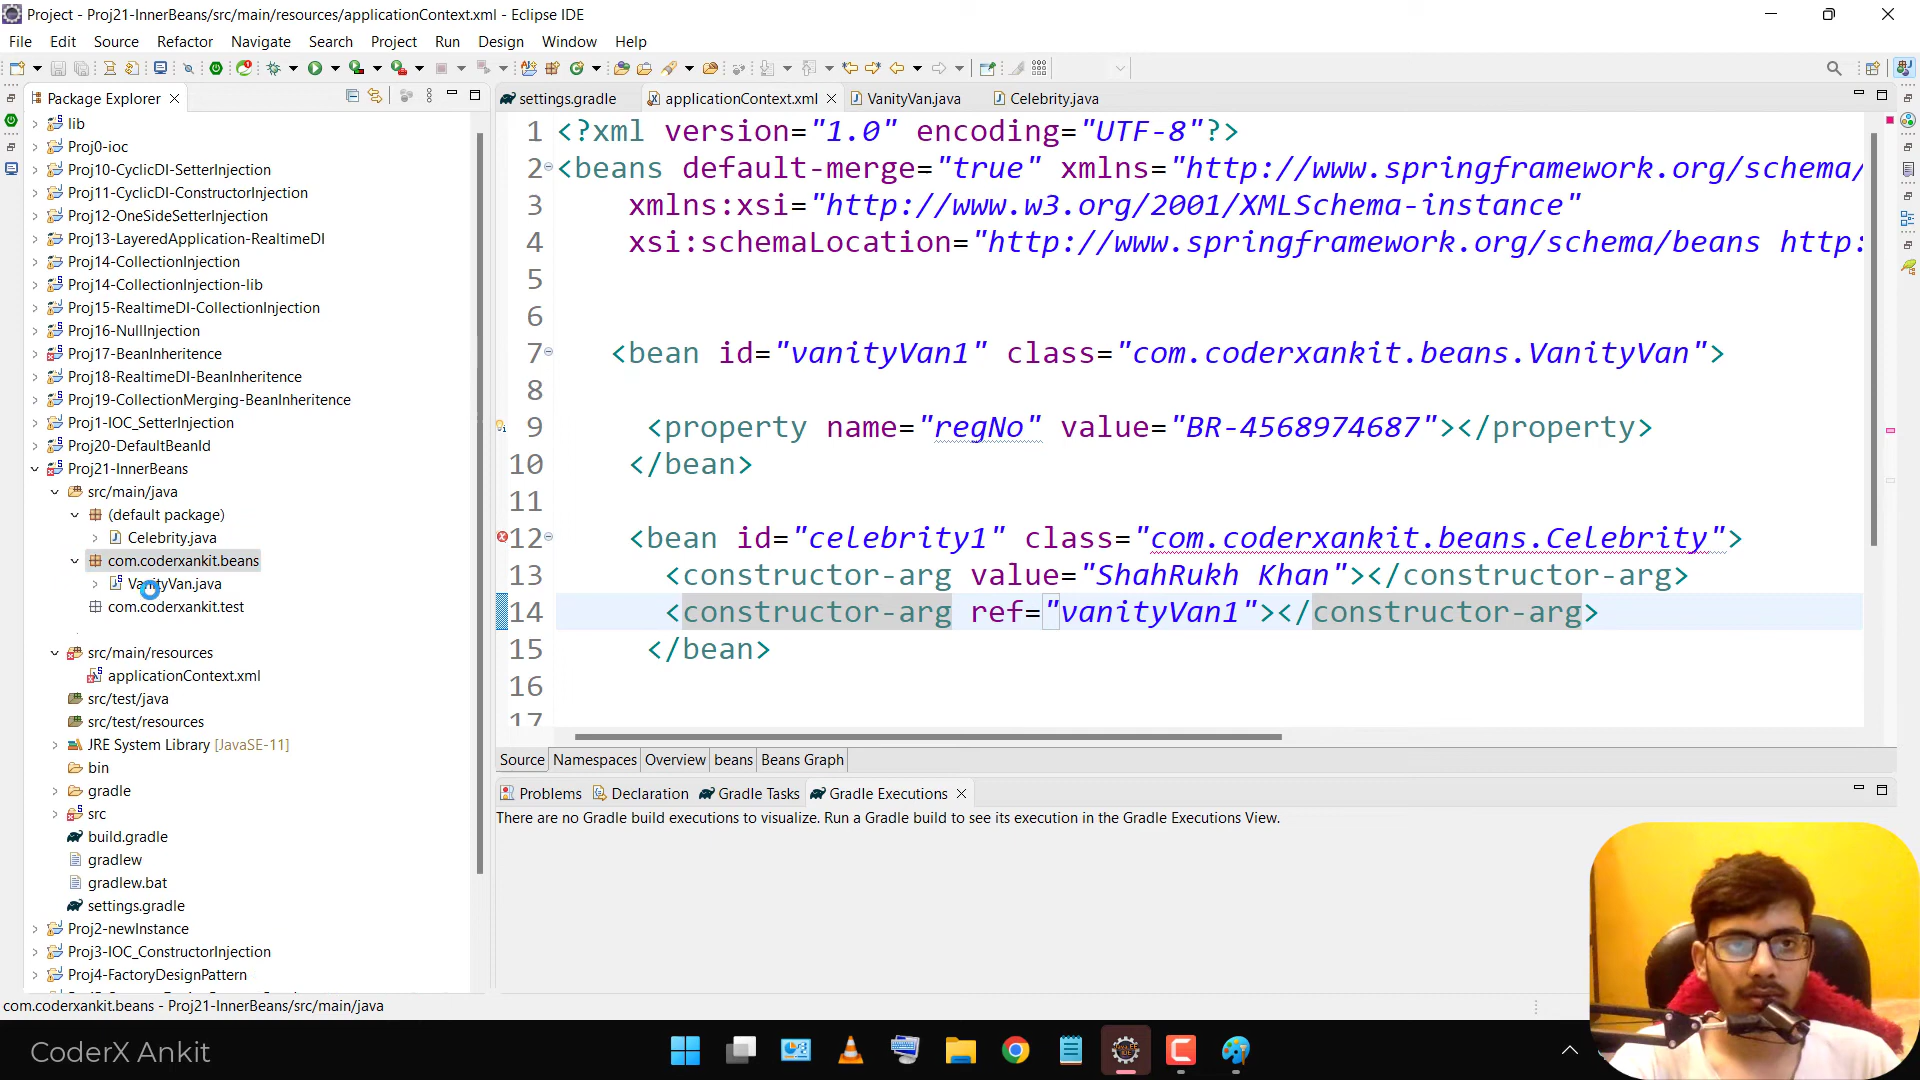 Project - Proj21-InnerBeans/src/main/resources/applicationContext.xml - Eclipse IDE
File Edit Source Refactor Navigate Search Project Run Design Window Help
Package Explorer
lib
Proj0-ioc
Proj10-CyclicDI-SetterInjection
Proj11-CyclicDI-ConstructorInjection
Proj12-OneSideSetterInjection
Proj13-LayeredApplication-RealtimeDI
Proj14-CollectionInjection
Proj14-CollectionInjection-lib
Proj15-RealtimeDI-CollectionInjection
Proj16-NullInjection
Proj17-BeanInheritence
Proj18-RealtimeDI-BeanInheritence
Proj19-CollectionMerging-BeanInheritence
Proj1-IOC_SetterInjection
Proj20-DefaultBeanId
Proj21-InnerBeans
src/main/java
(default package)
Celebrity.java
com.coderxankit.beans
VanityVan.java
com.coderxankit.test
src/main/resources
applicationContext.xml
src/test/java
src/test/resources
JRE System Library [JavaSE-11]
bin
gradle
src
build.gradle
gradlew
gradlew.bat
settings.gradle
Proj2-newInstance
Proj3-IOC_ConstructorInjection
Proj4-FactoryDesignPattern
settings.gradle applicationContext.xml VanityVan.java Celebrity.java
1 <?xml version="1.0" encoding="UTF-8"?>
2 <beans default-merge="true" xmlns="http://www.springframework.org/schema/
3 xmlns:xsi="http://www.w3.org/2001/XMLSchema-instance"
4 xsi:schemaLocation="http://www.springframework.org/schema/beans http:
5
6
7 <bean id="vanityVan1" class="com.coderxankit.beans.VanityVan">
8
9 <property name="regNo" value="BR-4568974687"></property>
10 </bean>
11
12 <bean id="celebrity1" class="com.coderxankit.beans.Celebrity">
13 <constructor-arg value="ShahRukh Khan"></constructor-arg>
14 <constructor-arg ref="vanityVan1"></constructor-arg>
15 </bean>
16
17
Source Namespaces Overview beans Beans Graph
Problems Declaration Gradle Tasks Gradle Executions
There are no Gradle build executions to visualize. Run a Gradle build to see its execution in the Gradle Executions View.
com.coderxankit.beans - Proj21-InnerBeans/src/main/java
CoderX Ankit